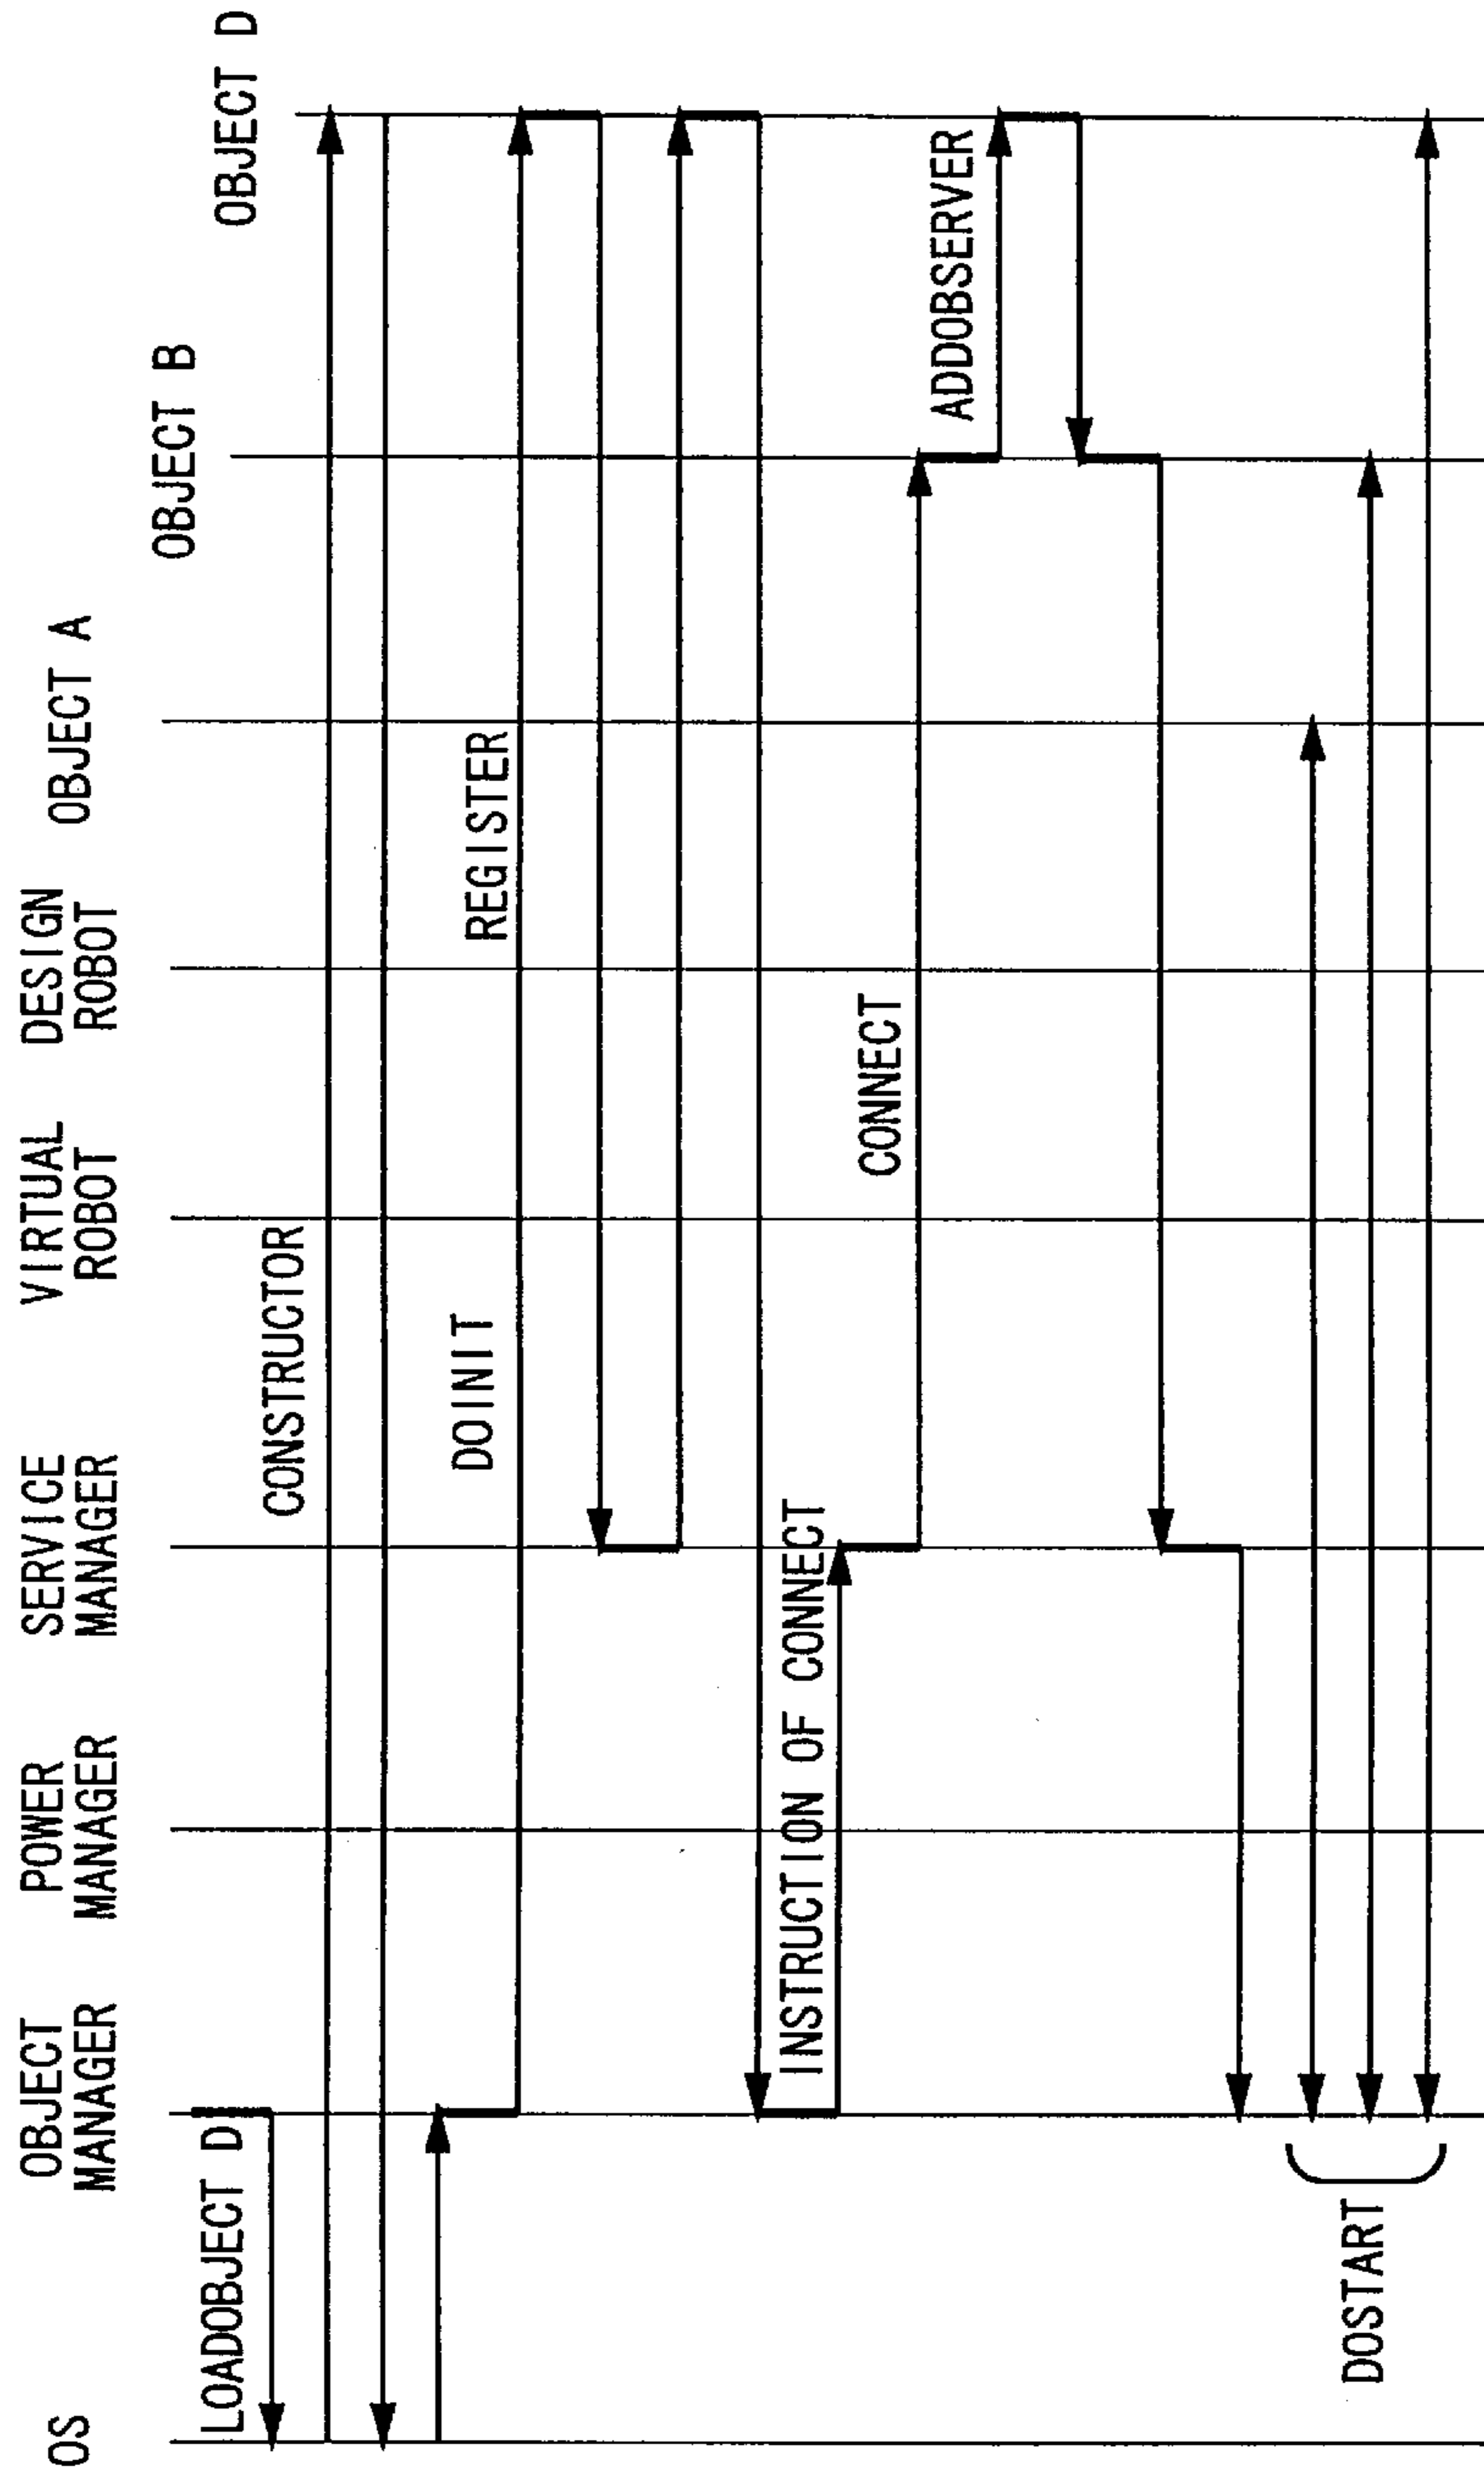 OS
OBJECT
MANAGER
POWER
MANAGER
SERVICE
MANAGER
VIRTUAL
ROBOT
DESIGN
ROBOT
OBJECT A
OBJECT B
OBJECT D
LOADOBJECT D
CONSTRUCTOR
DOINIT
REGISTER
INSTRUCTION OF CONNECT
CONNECT
ADDOBSERVER
DOSTART